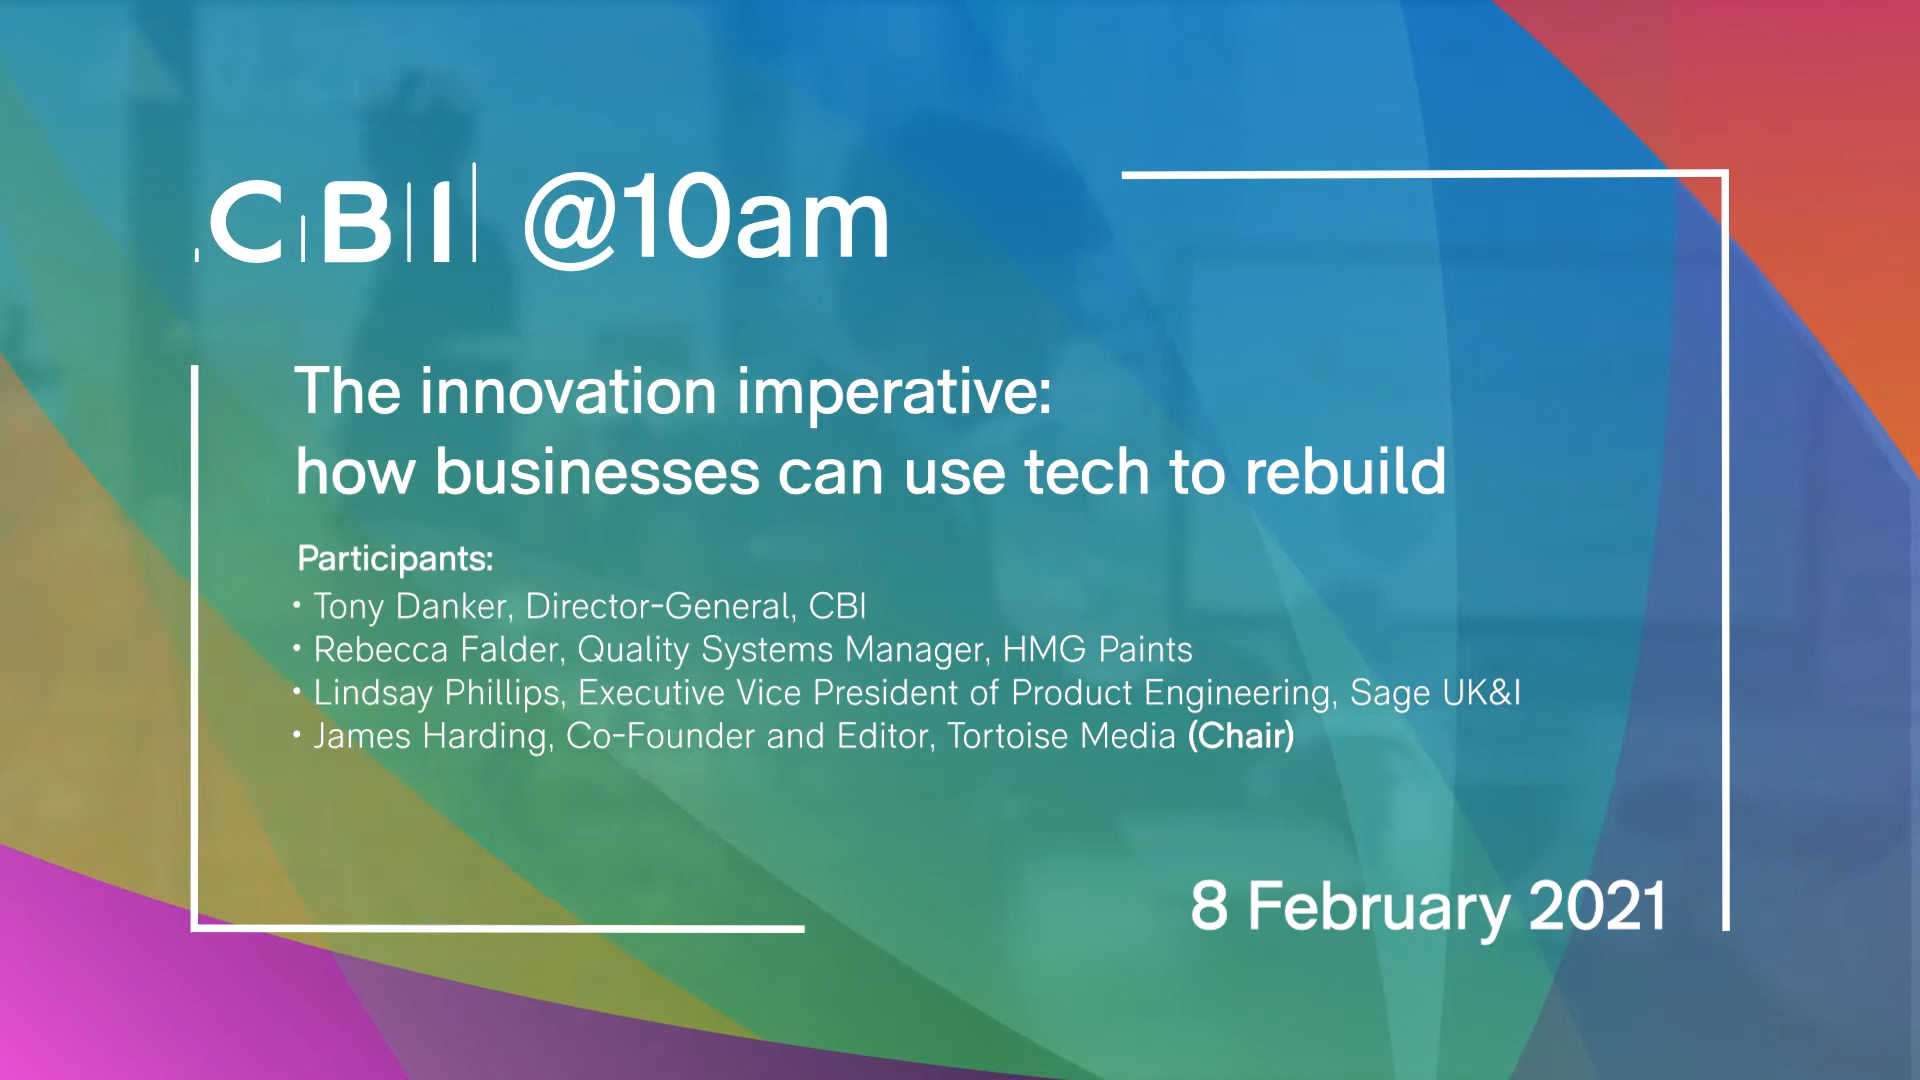 CBI @10am
The innovation imperative:
how businesses can use tech to rebuild
Participants:
• Tony Danker, Director-General, CBI
• Rebecca Falder, Quality Systems Manager, HMG Paints
• Lindsay Phillips, Executive Vice President of Product Engineering, Sage UK&I
• James Harding, Co-Founder and Editor, Tortoise Media (Chair)
8 February 2021